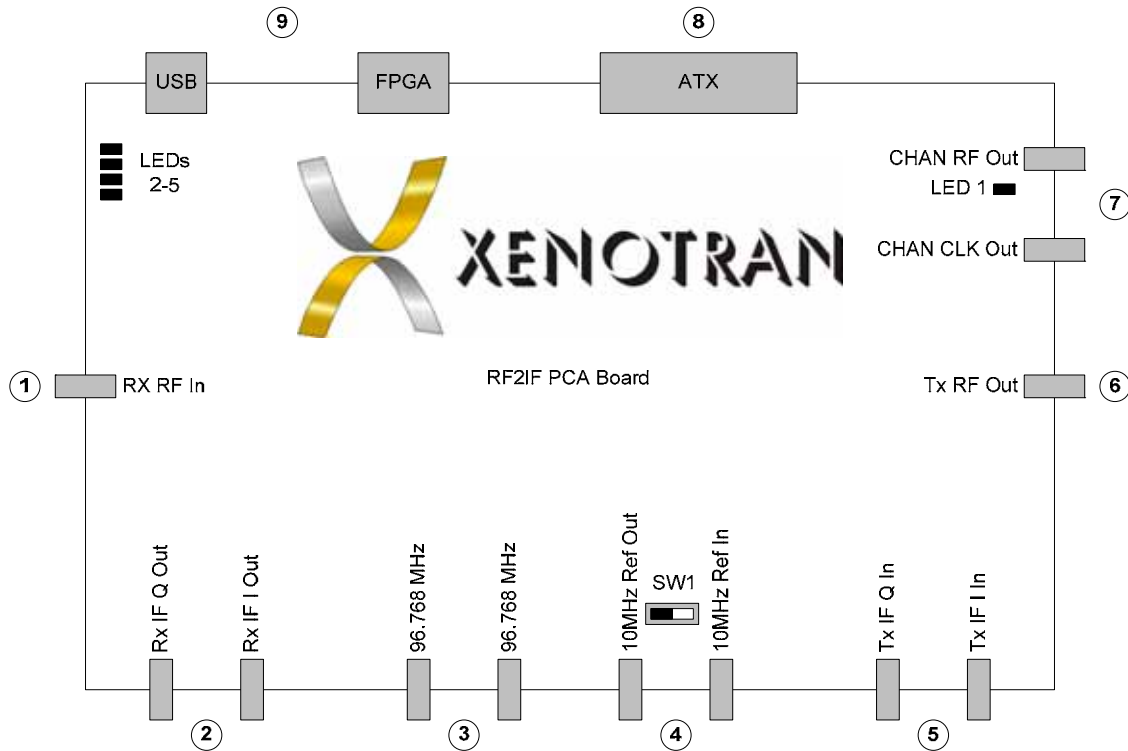 9
8
USB
FPGA
ATX
LEDs
2-5
CHAN RF Out
LED 1
7
CHAN CLK Out
XENOTRAN
1
RX RF In
RF2IF PCA Board
Tx RF Out
6
Rx IF Q Out
Rx IF I Out
96.768 MHz
96.768 MHz
10MHz Ref Out
SW1
10MHz Ref In
Tx IF Q In
Tx IF I In
2
3
4
5